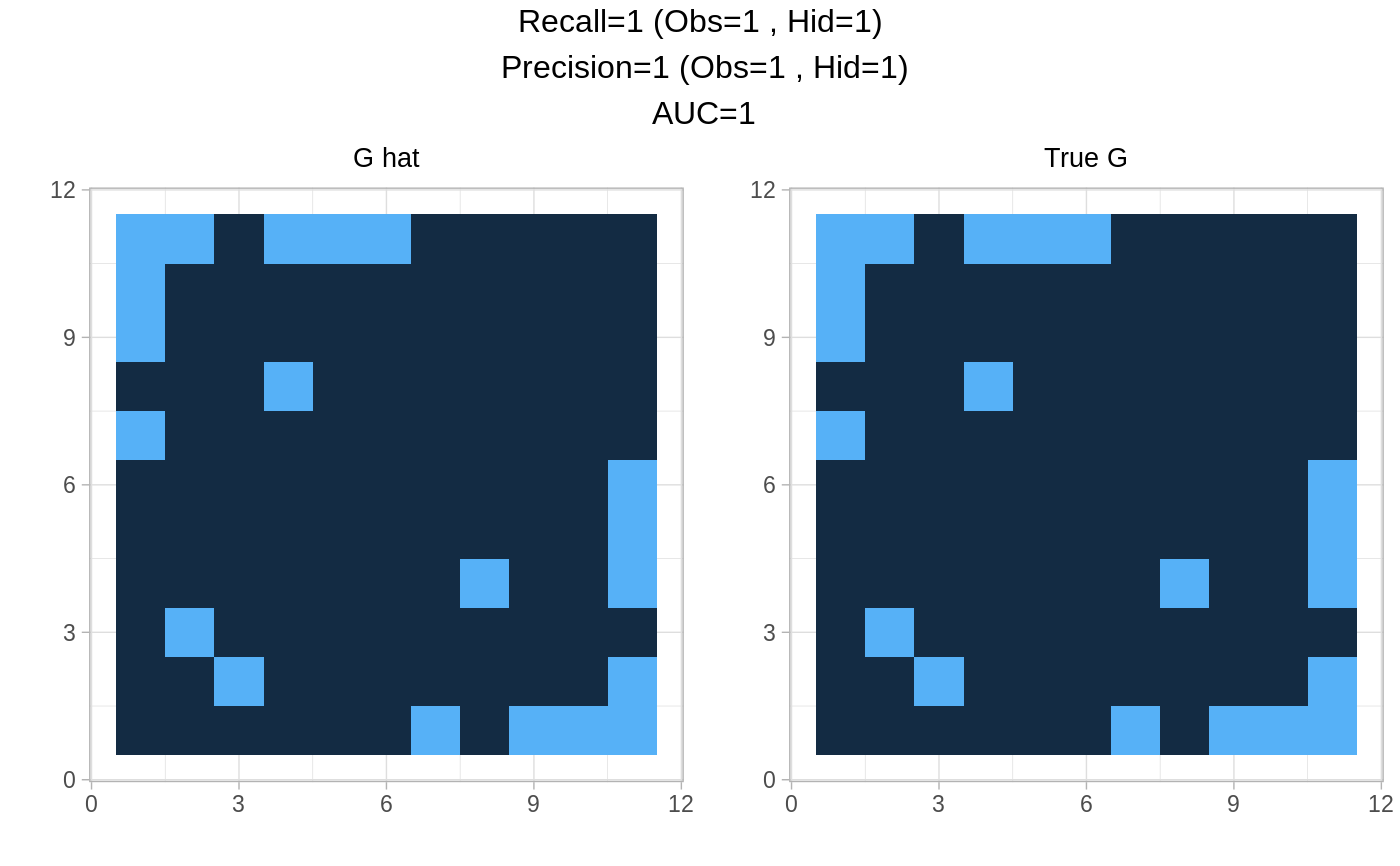 Recall=1 (Obs=1 , Hid=1)
Precision=1 (Obs=1 , Hid=1)
AUC=1
G hat
12
9
6
3
0
0 3 6 9 12
True G
12
9
6
3
0
0 3 6 9 12